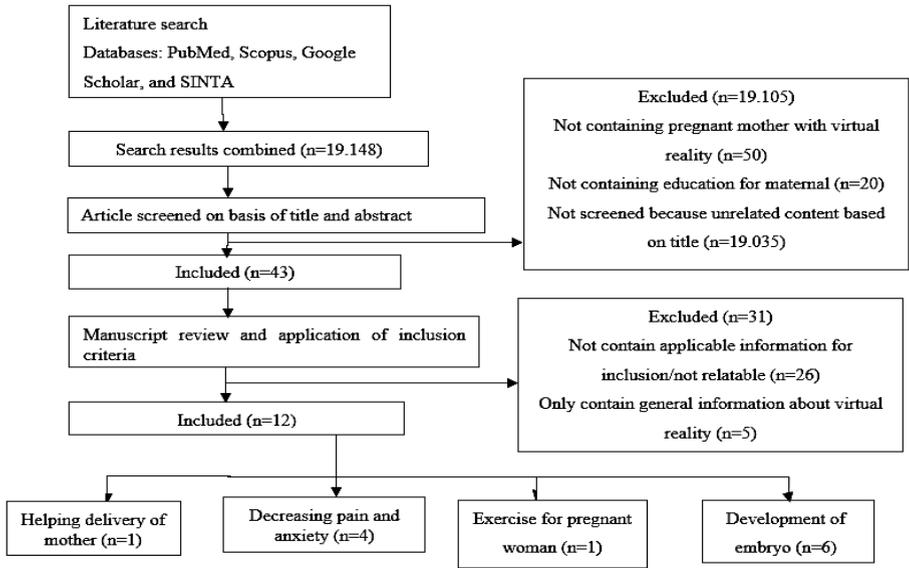 Literature search
Databases: PubMed, Scopus, Google
Scholar, and SINTA
Search results combined (n=19.148)
Article screened on basis of title and abstract
Excluded (n=19.105)
Not containing pregnant mother with virtual
reality (n=50)
Not containing education for maternal (n=20)
Not screened because unrelated content based
on title (n=19.035)
Included (n=43)
Manuscript review and application of inclusion
criteria
Excluded (n=31)
Not contain applicable information for
inclusion/not relatable (n=26)
Only contain general information about virtual
reality (n=5)
Included (n=12)
Helping delivery of
mother (n=1)
Decreasing pain and
anxiety (n=4)
Exercise for pregnant
woman (n=1)
Development of
embryo (n=6)